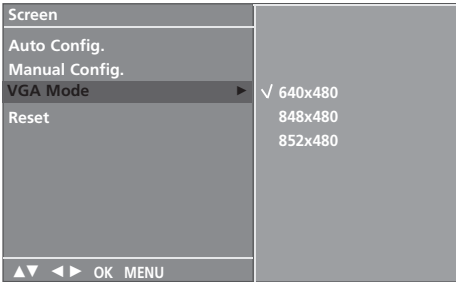 Screen
Auto Config.
Manual Config.
VGA Mode ►
√ 640x480
848x480
852x480
Reset
▲▼ ◄► OK MENU